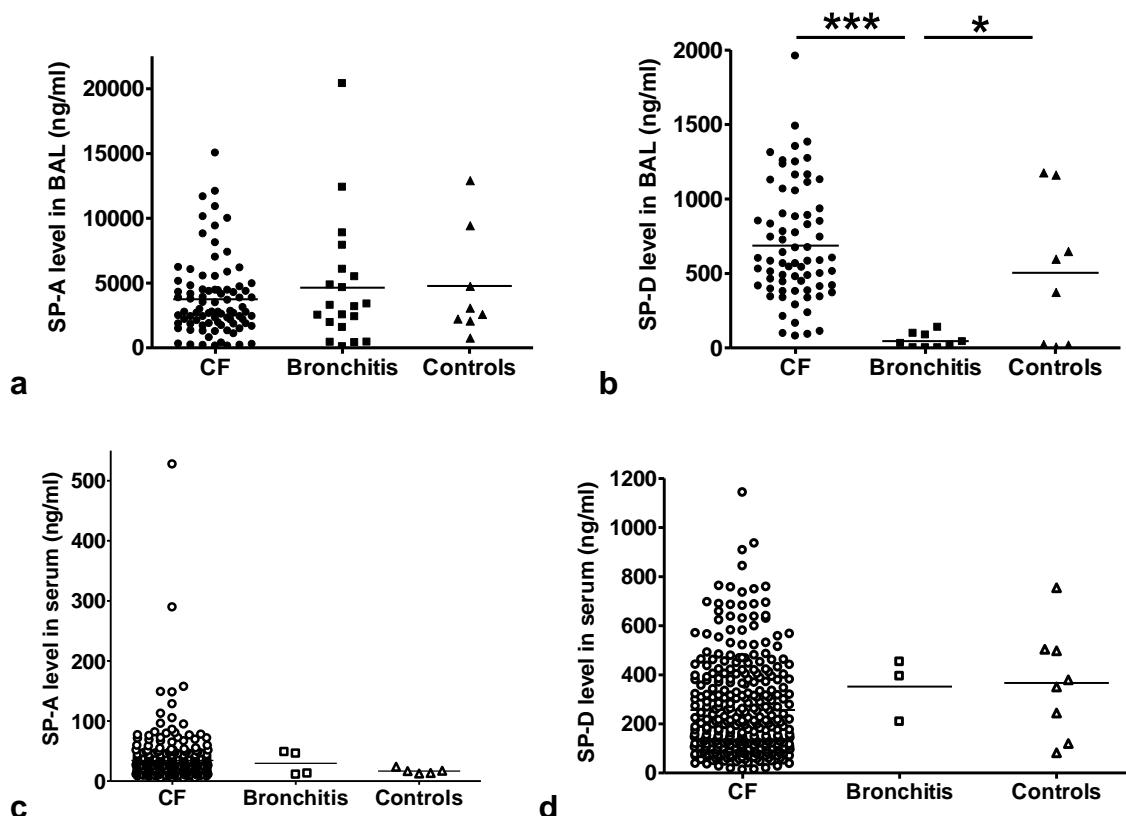 SP-A level in BAL (ng/ml)
20000
15000
10000
5000
0
CF Bronchitis Controls
a
*** *
SP-D level in BAL (ng/ml)
2000
1500
1000
500
0
CF Bronchitis Controls
b
SP-A level in serum (ng/ml)
500
400
300
200
100
0
CF Bronchitis Controls
c
SP-D level in serum (ng/ml)
1200
1000
800
600
400
200
0
CF Bronchitis Controls
d